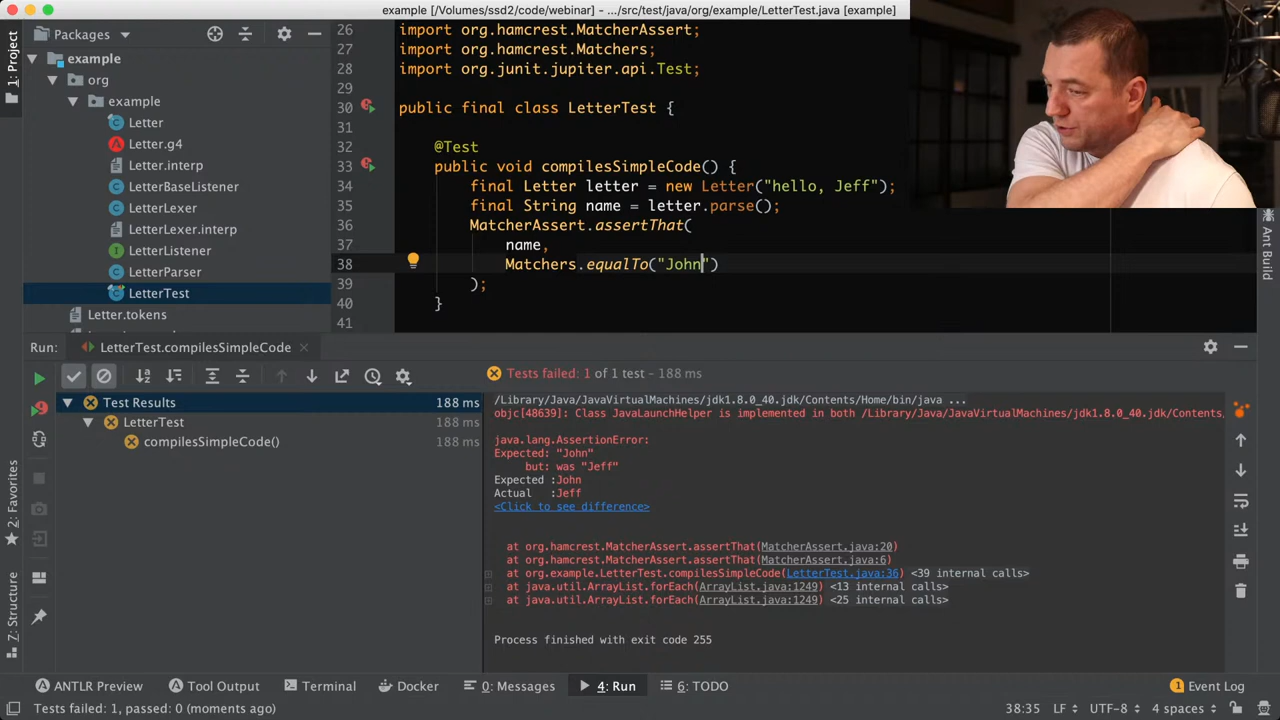 example [/Volumes/ssd2/code/webinar] - .../src/test/java/org/example/LetterTest.java [example]
1: Project
Packages
example
org
example
Letter
Letter.g4
Letter.interp
LetterBaseListener
LetterLexer
LetterLexer.interp
LetterListener
LetterParser
LetterTest
Letter.tokens
26 import org.hamcrest.MatcherAssert;
27 import org.hamcrest.Matchers;
28 import org.junit.jupiter.api.Test;
29
30 public final class LetterTest {
31
32 @Test
33 public void compilesSimpleCode() {
34 final Letter letter = new Letter("hello, Jeff");
35 final String name = letter.parse();
36 MatcherAssert.assertThat(
37 name,
38 Matchers.equalTo("John")
39 );
40 }
41
Ant Build
Run: LetterTest.compilesSimpleCode
Tests failed: 1 of 1 test – 188 ms
Test Results 188 ms
LetterTest 188 ms
compilesSimpleCode() 188 ms
/Library/Java/JavaVirtualMachines/jdk1.8.0_40.jdk/Contents/Home/bin/java ...
objc[48639]: Class JavaLaunchHelper is implemented in both /Library/Java/JavaVirtualMachines/jdk1.8.0_40.jdk/Contents,
java.lang.AssertionError:
Expected: "John"
but: was "Jeff"
Expected :John
Actual :Jeff
<Click to see difference>
at org.hamcrest.MatcherAssert.assertThat(MatcherAssert.java:20)
at org.hamcrest.MatcherAssert.assertThat(MatcherAssert.java:6)
at org.example.LetterTest.compilesSimpleCode(LetterTest.java:36) <39 internal calls>
at java.util.ArrayList.forEach(ArrayList.java:1249) <13 internal calls>
at java.util.ArrayList.forEach(ArrayList.java:1249) <25 internal calls>
Process finished with exit code 255
2: Favorites
7: Structure
ANTLR Preview Tool Output Terminal Docker 0: Messages 4: Run 6: TODO Event Log
Tests failed: 1, passed: 0 (moments ago) 38:35 LF UTF-8 4 spaces